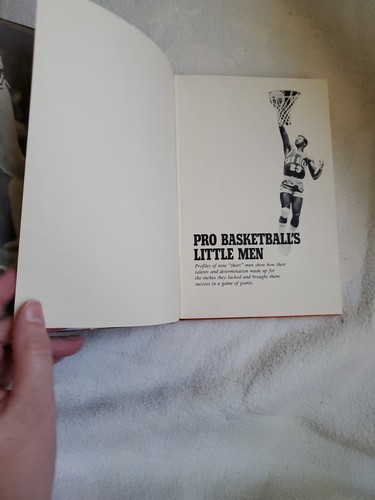 PRO BASKETBALL'S
LITTLE MEN
Profiles of nine "short" men show how their
talents and determination made up for
the inches they lacked and brought them
success in a game of giants.